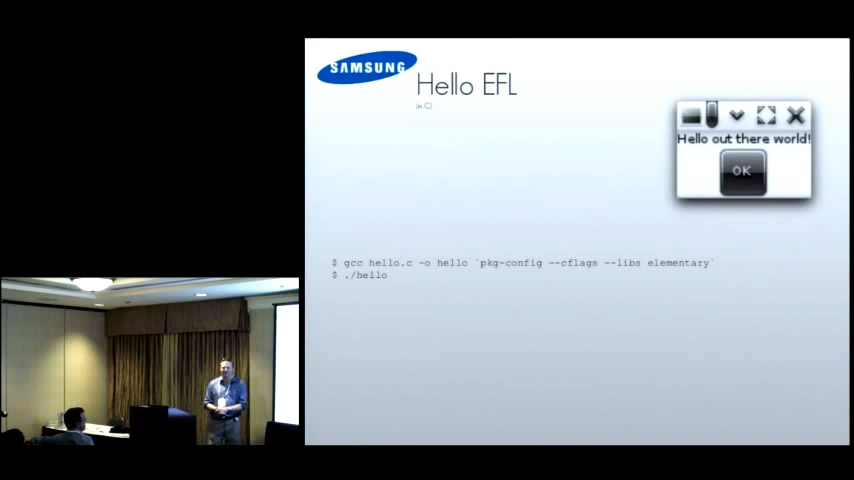 SAMSUNG
Hello EFL
in C!
Hello out there world!
OK
$ gcc hello.c -o hello `pkg-config --cflags --libs elementary`
$ ./hello